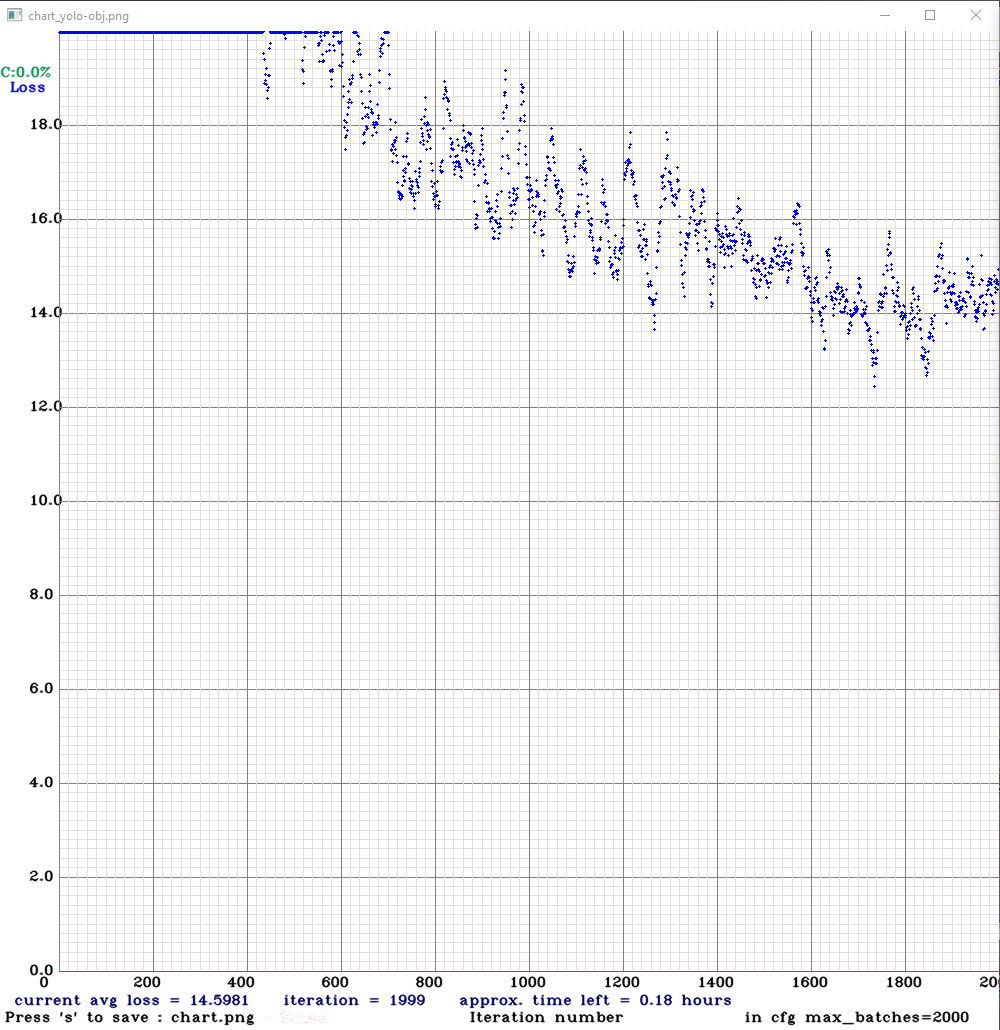 chart_yolo-obj.png
C:0.0%
Loss
18.0
16.0
14.0
12.0
10.0
8.0
6.0
4.0
2.0
0.0
0 200 400 600 800 1000 1200 1400 1600 1800 20
current avg loss = 14.5981 iteration = 1999 approx. time left = 0.18 hours
Press 's' to save : chart.png Iteration number in cfg max_batches=2000